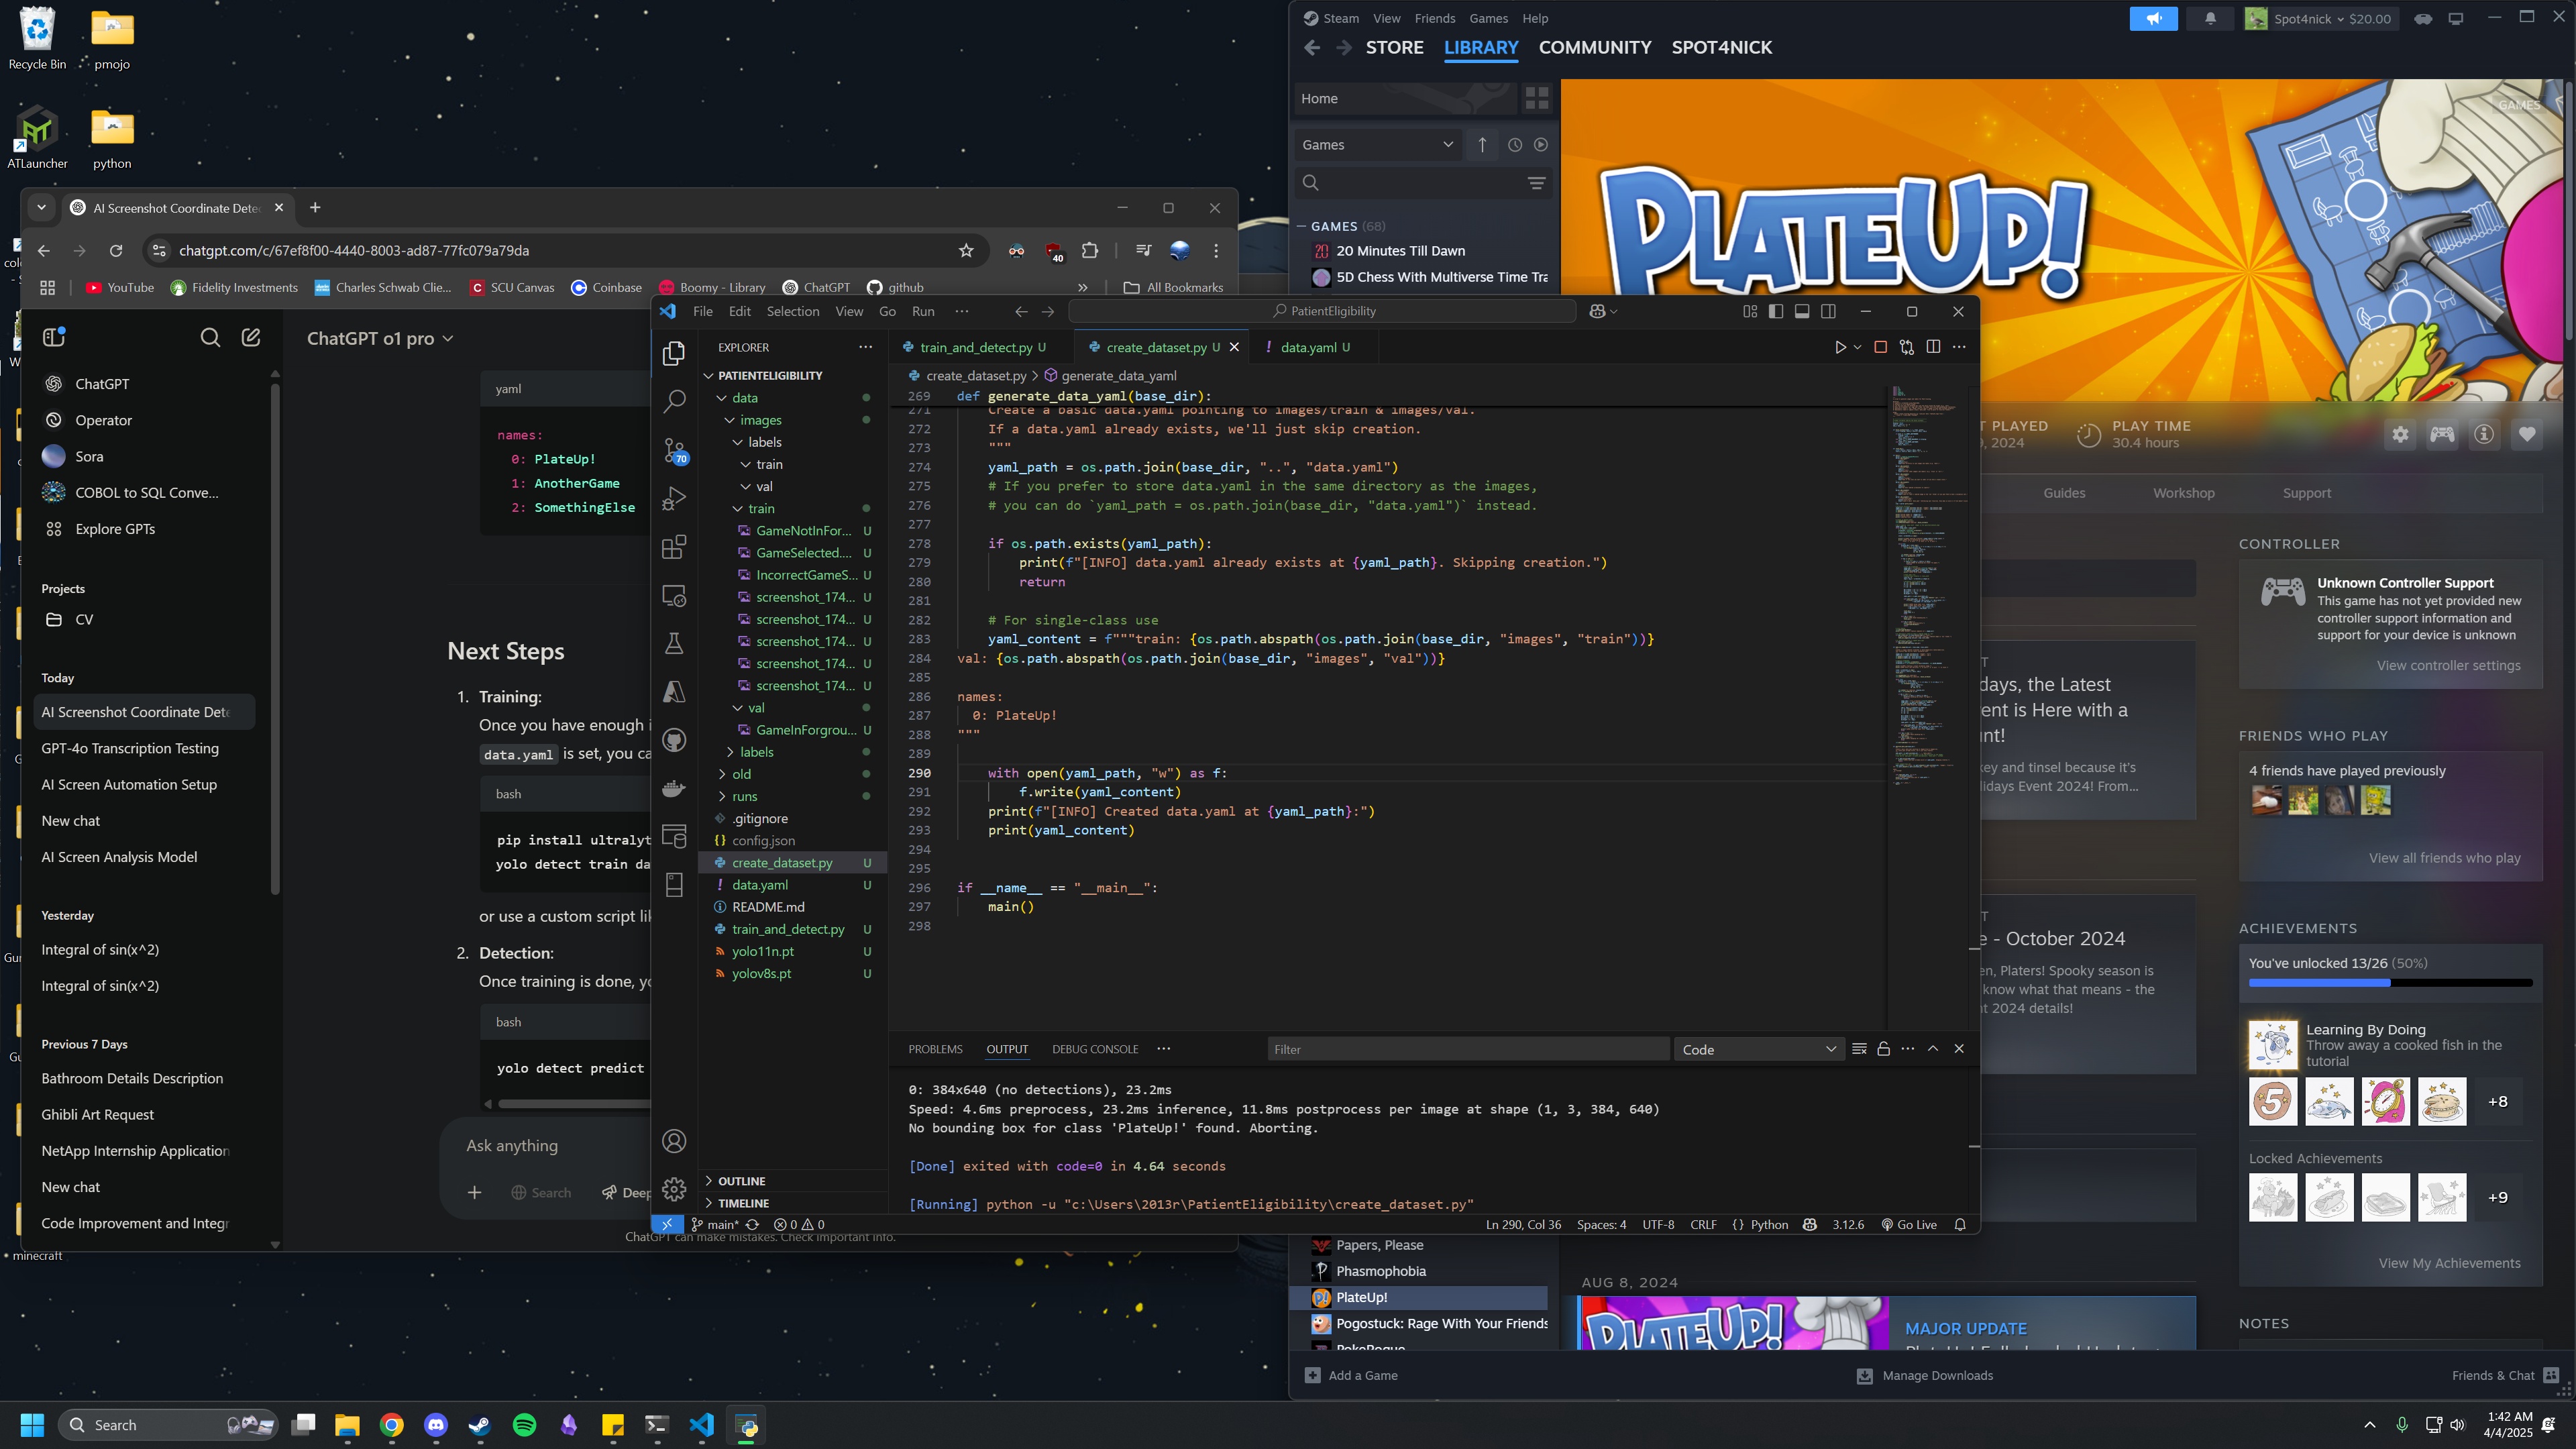 Recycle Bin
pmojo
ATLauncher
python
minecraft
AI Screenshot Coordinate Dete
chatgpt.com/c/67ef8f00-4440-8003-ad87-77fc079a79da
40
YouTube
Fidelity Investments
Charles Schwab Clie...
SCU Canvas
Coinbase
Boomy - Library
ChatGPT
github
»
All Bookmarks
ChatGPT
Operator
Sora
COBOL to SQL Conve...
Explore GPTs
Projects
CV
Today
AI Screenshot Coordinate Dete
GPT-4o Transcription Testing
AI Screen Automation Setup
New chat
AI Screen Analysis Model
Yesterday
Integral of sin(x^2)
Integral of sin(x^2)
Previous 7 Days
Bathroom Details Description
Ghibli Art Request
NetApp Internship Application
New chat
Code Improvement and Integr
ChatGPT o1 pro
yaml
names:
0: PlateUp!
1: AnotherGame
2: SomethingElse
Next Steps
1. Training:
Once you have enough i
data.yaml is set, you ca
bash
pip install ultralyt
yolo detect train da
or use a custom script lik
2. Detection:
Once training is done, yo
bash
yolo detect predict
Ask anything
Search
Deep
ChatGPT can make mistakes. Check important info.
File Edit Selection View Go Run ...
PatientEligibility
EXPLORER
PATIENTELIGIBILITY
data
images
labels
train
val
train
GameNotInFor... U
GameSelected.... U
IncorrectGameS... U
screenshot_174... U
screenshot_174... U
screenshot_174... U
screenshot_174... U
screenshot_174... U
val
GameInForgrou... U
labels
old
runs
.gitignore
config.json
create_dataset.py U
data.yaml U
README.md
train_and_detect.py U
yolo11n.pt U
yolov8s.pt U
OUTLINE
TIMELINE
70
train_and_detect.py U
create_dataset.py U
data.yaml U
create_dataset.py > generate_data_yaml
269 def generate_data_yaml(base_dir):
271 Create a basic data.yaml pointing to images/train & images/val.
272 If a data.yaml already exists, we'll just skip creation.
273 """
274 yaml_path = os.path.join(base_dir, "..", "data.yaml")
275 # If you prefer to store data.yaml in the same directory as the images,
276 # you can do `yaml_path = os.path.join(base_dir, "data.yaml")` instead.
277
278 if os.path.exists(yaml_path):
279 print(f"[INFO] data.yaml already exists at {yaml_path}. Skipping creation.")
280 return
281
282 # For single-class use
283 yaml_content = f"""train: {os.path.abspath(os.path.join(base_dir, "images", "train"))}
284 val: {os.path.abspath(os.path.join(base_dir, "images", "val"))}
285
286 names:
287 0: PlateUp!
288 """
289
290 with open(yaml_path, "w") as f:
291 f.write(yaml_content)
292 print(f"[INFO] Created data.yaml at {yaml_path}:")
293 print(yaml_content)
294
295
296 if __name__ == "__main__":
297 main()
298
PROBLEMS OUTPUT DEBUG CONSOLE ...
Filter
Code
0: 384x640 (no detections), 23.2ms
Speed: 4.6ms preprocess, 23.2ms inference, 11.8ms postprocess per image at shape (1, 3, 384, 640)
No bounding box for class 'PlateUp!' found. Aborting.
[Done] exited with code=0 in 4.64 seconds
[Running] python -u "c:\Users\2013r\PatientEligibility\create_dataset.py"
main* 0 0
Ln 290, Col 36 Spaces: 4 UTF-8 CRLF {} Python 3.12.6 Go Live
Steam View Friends Games Help
Spot4nick $20.00
STORE LIBRARY COMMUNITY SPOT4NICK
Home
Games
GAMES (68)
20 Minutes Till Dawn
5D Chess With Multiverse Time Tra
Papers, Please
Phasmophobia
PlateUp!
Pogostuck: Rage With Your Friends
PokeRogue
GAMES
PLATEUP!
T PLAYED
9, 2024
PLAY TIME
30.4 hours
Guides Workshop Support
days, the Latest
ent is Here with a
unt!
key and tinsel because it's
lidays Event 2024! From...
e - October 2024
en, Platers! Spooky season is
know what that means - the
t 2024 details!
CONTROLLER
Unknown Controller Support
This game has not yet provided new
controller support information and
support for your device is unknown
View controller settings
FRIENDS WHO PLAY
4 friends have played previously
View all friends who play
ACHIEVEMENTS
You've unlocked 13/26 (50%)
Learning By Doing
Throw away a cooked fish in the
tutorial
5
+8
Locked Achievements
+9
View My Achievements
NOTES
AUG 8, 2024
PLATEUP!
MAJOR UPDATE
Add a Game
Manage Downloads
Friends & Chat
Search
1:42 AM
4/4/2025